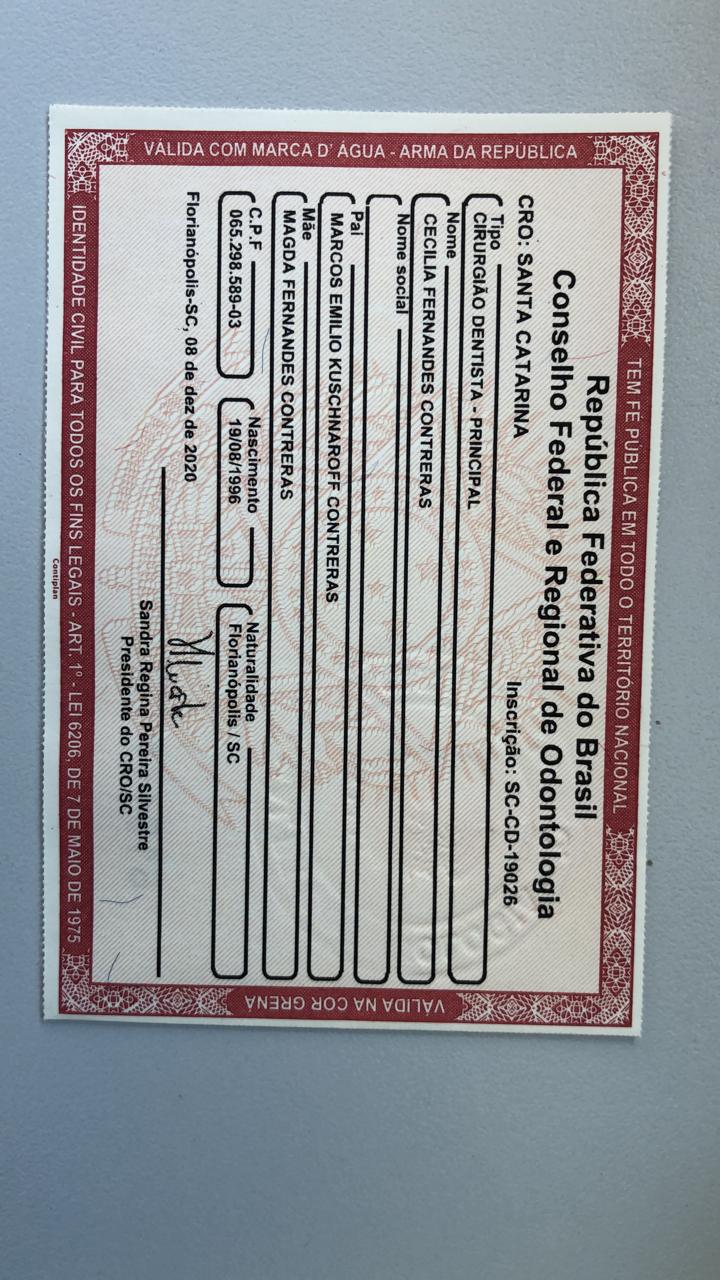 VÁLIDA COM MARCA D' ÁGUA - ARMA DA REPÚBLICA
TEM FÉ PÚBLICA EM TODO O TERRITÓRIO NACIONAL
República Federativa do Brasil
Conselho Federal e Regional de Odontologia
CRO: SANTA CATARINA Inscrição: SC-CD-19026
Tipo
CIRURGIÃO DENTISTA - PRINCIPAL
Nome
CECILIA FERNANDES CONTRERAS
Nome social
Pai
MARCOS EMILIO KUSCHNAROFF CONTRERAS
Mãe
MAGDA FERNANDES CONTRERAS
C.P.F Nascimento Naturalidade
065.298.589-03 19/08/1996 Florianópolis / SC
Florianópolis-SC, 08 de dez de 2020
Sandra Regina Pereira Silvestre
Presidente do CRO/SC
VÁLIDA NA COR GRENÁ
IDENTIDADE CIVIL PARA TODOS OS FINS LEGAIS - ART. 1º - LEI 6206, DE 7 DE MAIO DE 1975
Contiplan